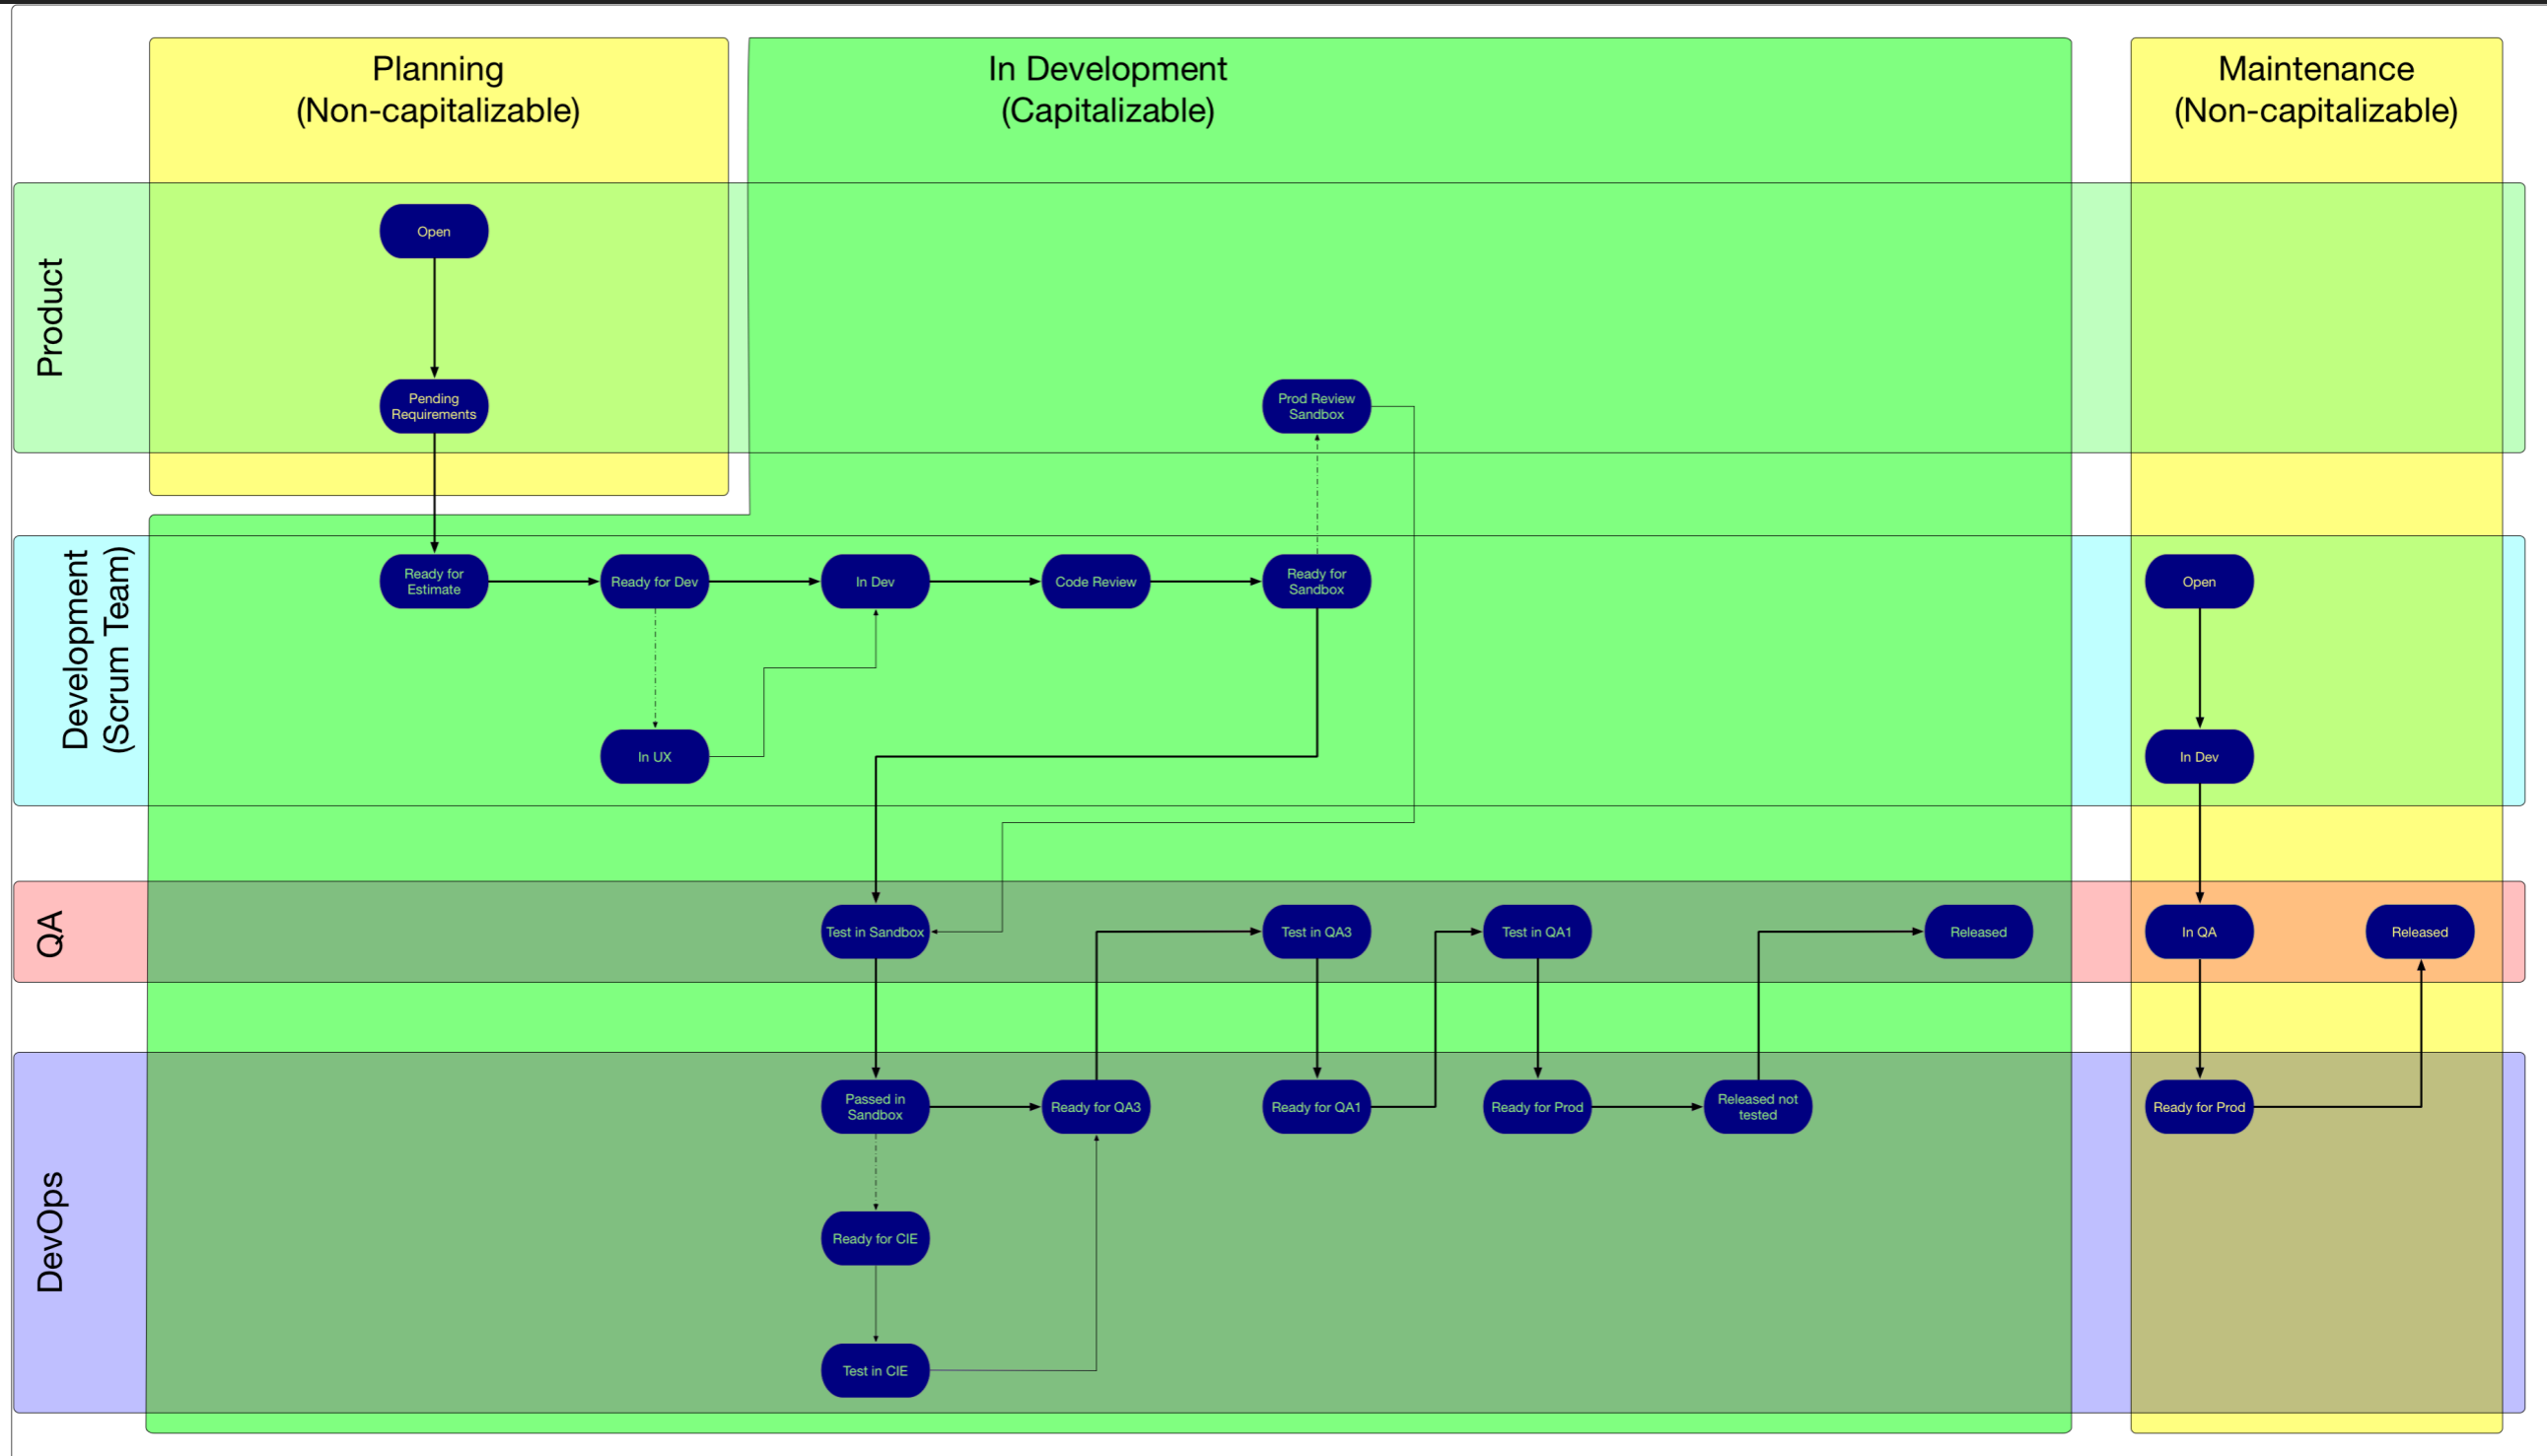 Planning
(Non-capitalizable)
In Development
(Capitalizable)
Maintenance
(Non-capitalizable)
Product
Open
Pending
Requirements
Prod Review
Sandbox
Development
(Scrum Team)
Ready for
Estimate
Ready for Dev
In Dev
Code Review
Ready for
Sandbox
Open
In UX
In Dev
QA
Test in Sandbox
Test in QA3
Test in QA1
Released
In QA
Released
DevOps
Passed in
Sandbox
Ready for QA3
Ready for QA1
Ready for Prod
Released not
tested
Ready for Prod
Ready for CIE
Test in CIE